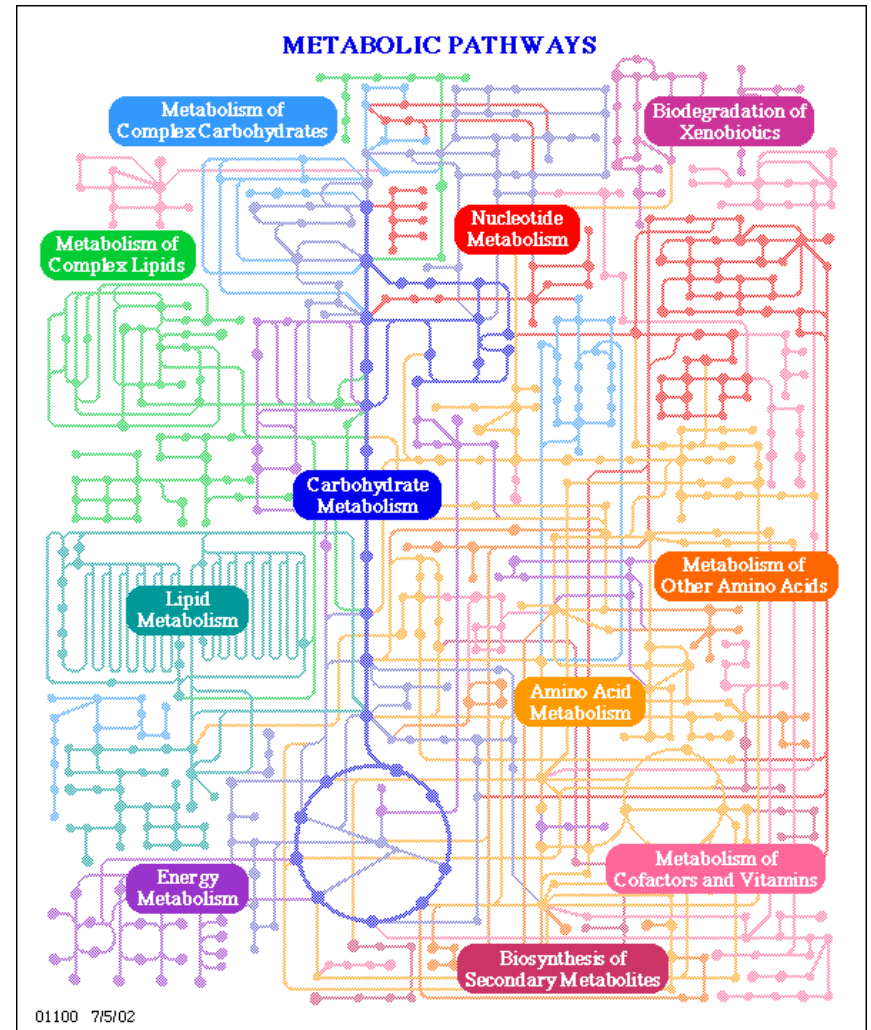 METABOLIC PATHWAYS
Metabolism of
Complex Carbohydrates
Biodegradation of
Xenobiotics
Nucleotide
Metabolism
Metabolism of
Complex Lipids
Carbohydrate
Metabolism
Metabolism of
Other Amino Acids
Lipid
Metabolism
Amino Acid
Metabolism
Metabolism of
Cofactors and Vitamins
Energy
Metabolism
Biosynthesis of
Secondary Metabolites
01100 7/5/02